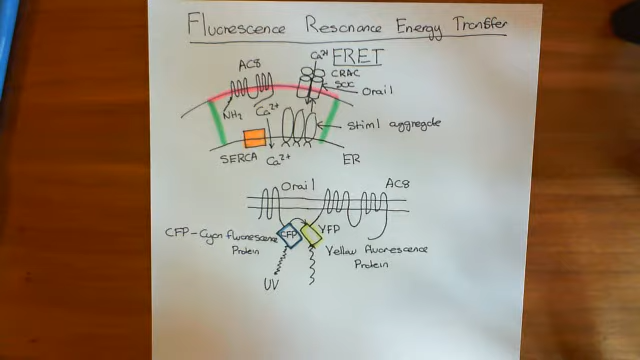 Fluorescence Resonance Energy Transfer
FRET
Ca2+
AC8
CRAC
SOC
Orai1
NH2
Ca2+
Stim1 aggregate
SERCA
Ca2+
ER
Orai1
AC8
CFP-Cyan fluorescence
Protein
CFP
YFP
Yellow fluorescence
Protein
UV